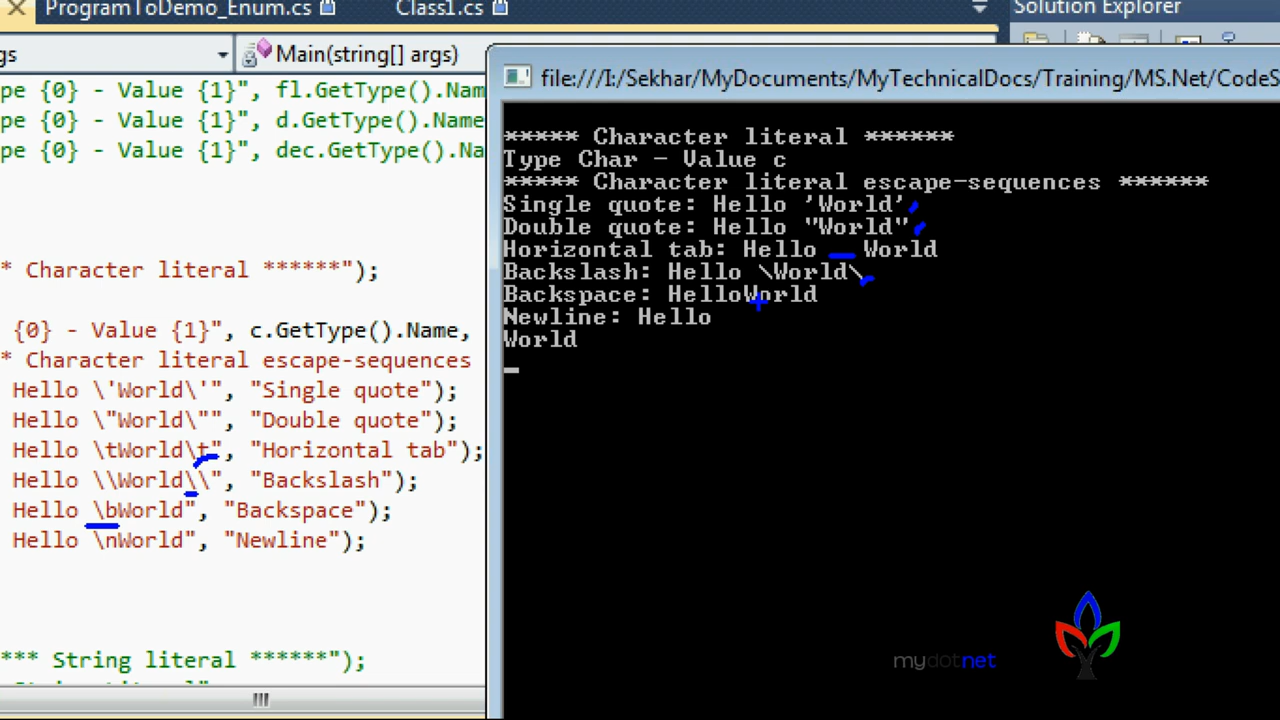 ProgramToDemo_Enum.cs
Class1.cs
Solution Explorer
gs
Main(string[] args)
pe {0} - Value {1}", fl.GetType().Nam
pe {0} - Value {1}", d.GetType().Name
pe {0} - Value {1}", dec.GetType().Na
* Character literal ******");
{0} - Value {1}", c.GetType().Name,
* Character literal escape-sequences
Hello \'World\'", "Single quote");
Hello \"World\"", "Double quote");
Hello \tWorld\t", "Horizontal tab");
Hello \\World\\", "Backslash");
Hello \bWorld", "Backspace");
Hello \nWorld", "Newline");
*** String literal ******");
file:///I:/Sekhar/MyDocuments/MyTechnicalDocs/Training/MS.Net/CodeS
***** Character literal ******
Type Char - Value c
***** Character literal escape-sequences ******
Single quote: Hello 'World'
Double quote: Hello "World"
Horizontal tab: Hello   World
Backslash: Hello \World\
Backspace: HelloWorld
Newline: Hello
World
mydotnet